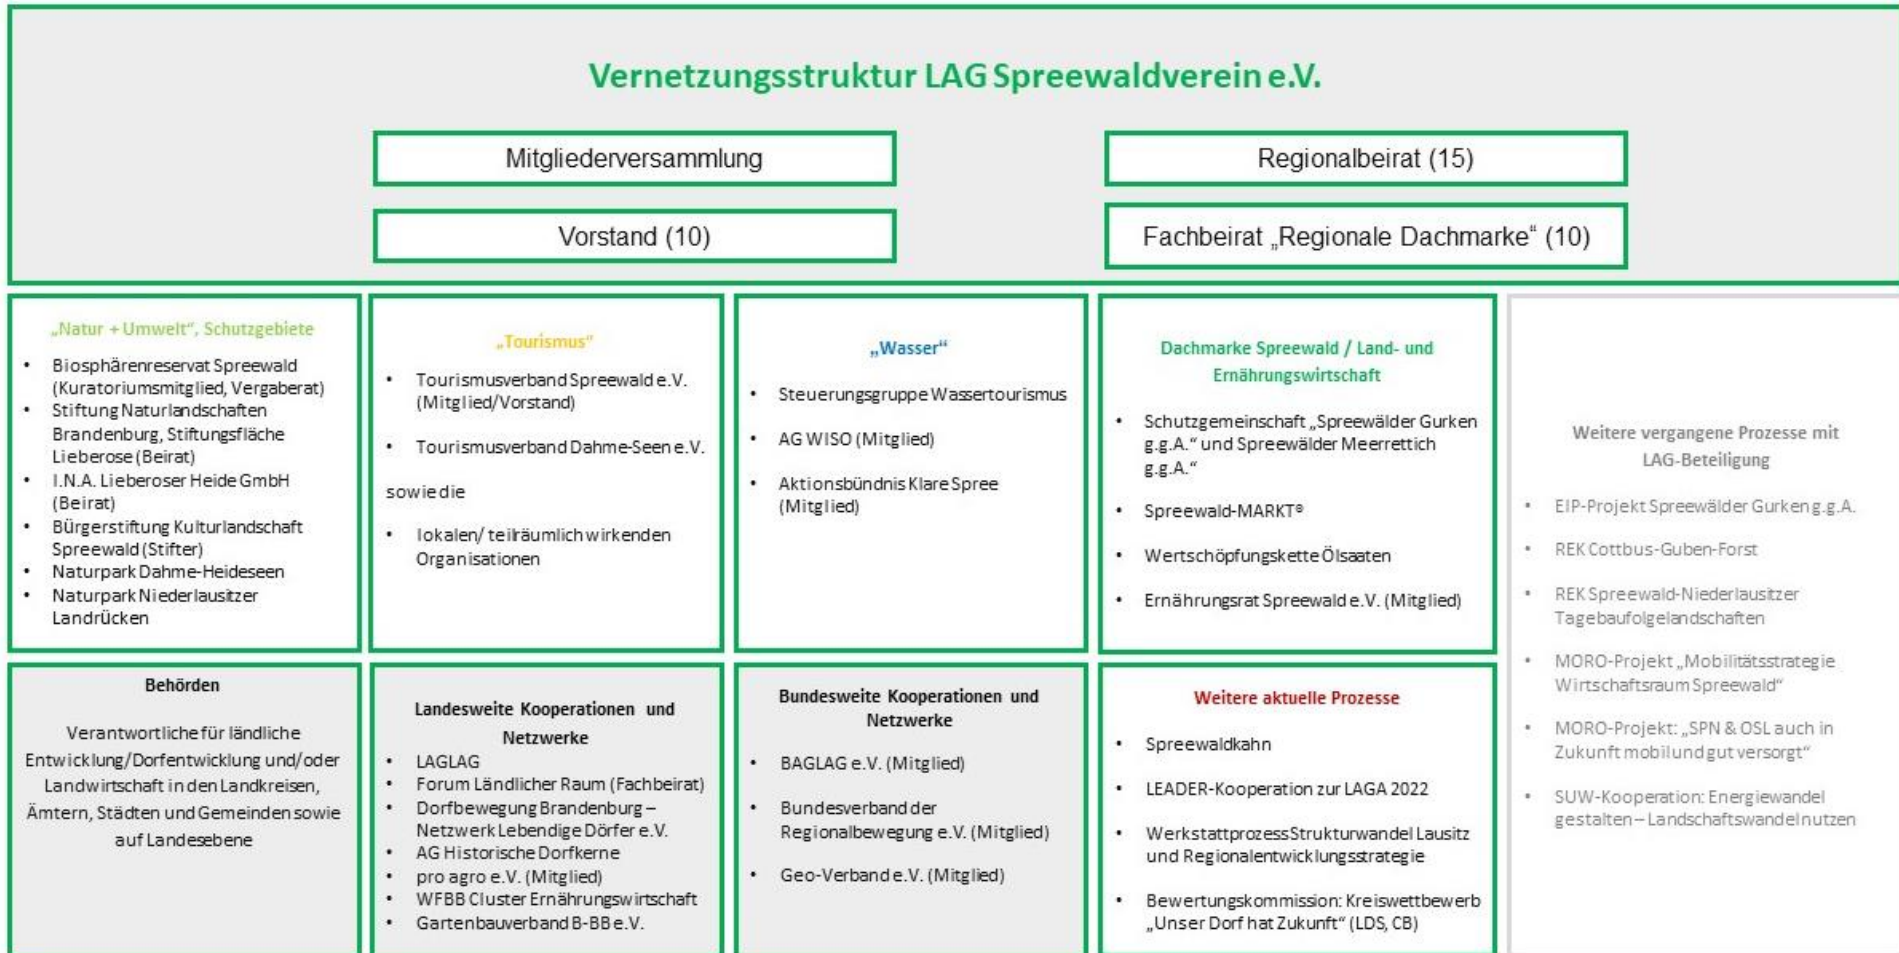 Vernetzungsstruktur LAG Spreewaldverein e.V.
Mitgliederversammlung
Regionalbeirat (15)
Vorstand (10)
Fachbeirat „Regionale Dachmarke“ (10)
„Natur + Umwelt“, Schutzgebiete
• Biosphärenreservat Spreewald
(Kuratoriumsmitglied, Vergaberat)
• Stiftung Naturlandschaften
Brandenburg, Stiftungsfläche
Lieberose (Beirat)
• I.N.A. Lieberoser Heide GmbH
(Beirat)
• Bürgerstiftung Kulturlandschaft
Spreewald (Stifter)
• Naturpark Dahme-Heideseen
• Naturpark Niederlausitzer
Landrücken
„Tourismus“
• Tourismusverband Spreewald e.V.
(Mitglied/Vorstand)
• Tourismusverband Dahme-Seen e.V.
sowie die
• lokalen/ teilräumlich wirkenden
Organisationen
„Wasser“
• Steuerungsgruppe Wassertourismus
• AG WISO (Mitglied)
• Aktionsbündnis Klare Spree
(Mitglied)
Dachmarke Spreewald / Land- und
Ernährungswirtschaft
• Schutzgemeinschaft „Spreewälder Gurken
g.g.A.“ und Spreewälder Meerrettich
g.g.A.“
• Spreewald-MARKT®
• Wertschöpfungskette Ölsaaten
• Ernährungsrat Spreewald e.V. (Mitglied)
Weitere vergangene Prozesse mit
LAG-Beteiligung
• EIP-Projekt Spreewälder Gurken g.g.A.
• REK Cottbus-Guben-Forst
• REK Spreewald-Niederlausitzer
Tagebaufolgelandschaften
• MORO-Projekt „Mobilitätsstrategie
Wirtschaftsraum Spreewald“
• MORO-Projekt: „SPN & OSL auch in
Zukunft mobil und gut versorgt“
• SUW-Kooperation: Energiewandel
gestalten – Landschaftswandel nutzen
Behörden
Verantwortliche für ländliche
Entwicklung/Dorfentwicklung und/oder
Landwirtschaft in den Landkreisen,
Ämtern, Städten und Gemeinden sowie
auf Landesebene
Landesweite Kooperationen und
Netzwerke
• LAGLAG
• Forum Ländlicher Raum (Fachbeirat)
• Dorfbewegung Brandenburg –
Netzwerk Lebendige Dörfer e.V.
• AG Historische Dorfkerne
• pro agro e.V. (Mitglied)
• WFBB Cluster Ernährungswirtschaft
• Gartenbauverband B-BB e.V.
Bundesweite Kooperationen und
Netzwerke
• BAGLAG e.V. (Mitglied)
• Bundesverband der
Regionalbewegung e.V. (Mitglied)
• Geo-Verband e.V. (Mitglied)
Weitere aktuelle Prozesse
• Spreewaldkahn
• LEADER-Kooperation zur LAGA 2022
• Werkstattprozess Strukturwandel Lausitz
und Regionalentwicklungsstrategie
• Bewertungskommission: Kreiswettbewerb
„Unser Dorf hat Zukunft“ (LDS, CB)